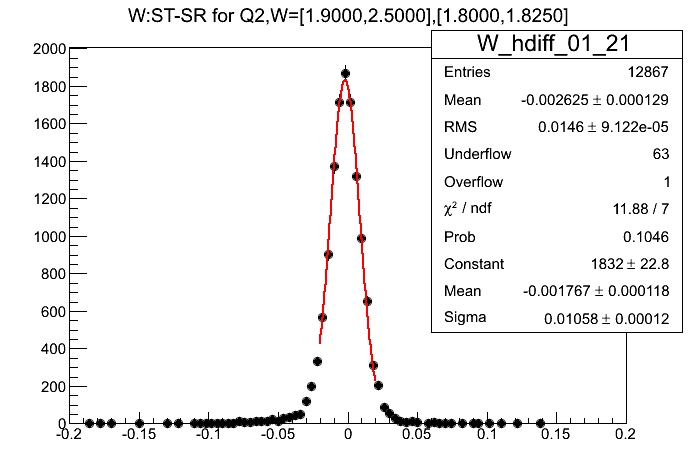 W:ST-SR for Q2,W=[1.9000,2.5000],[1.8000,1.8250]
W_hdiff_01_21
Entries 12867
Mean -0.002625 ± 0.000129
RMS 0.0146 ± 9.122e-05
Underflow 63
Overflow 1
χ² / ndf 11.88 / 7
Prob 0.1046
Constant 1832 ± 22.8
Mean -0.001767 ± 0.000118
Sigma 0.01058 ± 0.00012
2000
1800
1600
1400
1200
1000
800
600
400
200
0
-0.2 -0.15 -0.1 -0.05 0 0.05 0.1 0.15 0.2